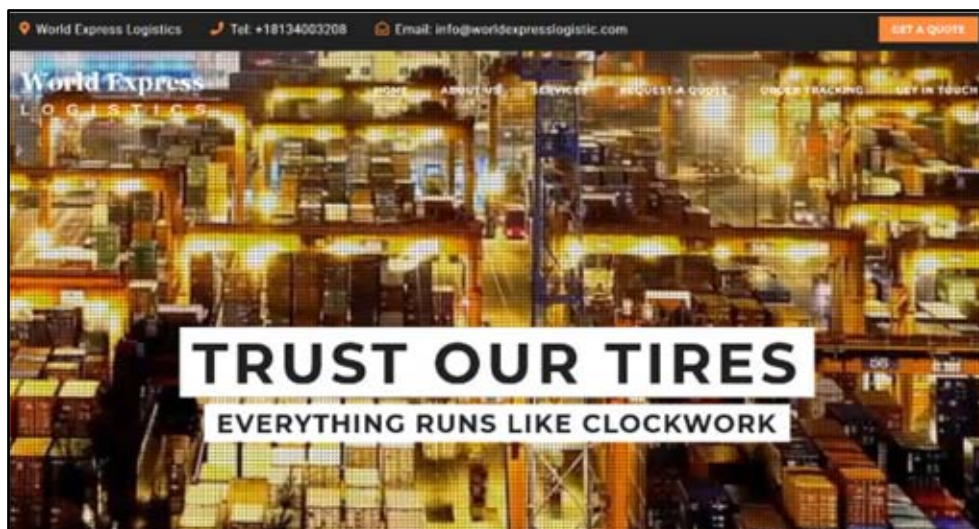 World Express Logistics Tel: +18134003208 Email: info@worldexpresslogistic.com GET A QUOTE
World Express
LOGISTICS
HOME ABOUT US SERVICES REQUEST A QUOTE ORDER TRACKING GET IN TOUCH
TRUST OUR TIRES
EVERYTHING RUNS LIKE CLOCKWORK